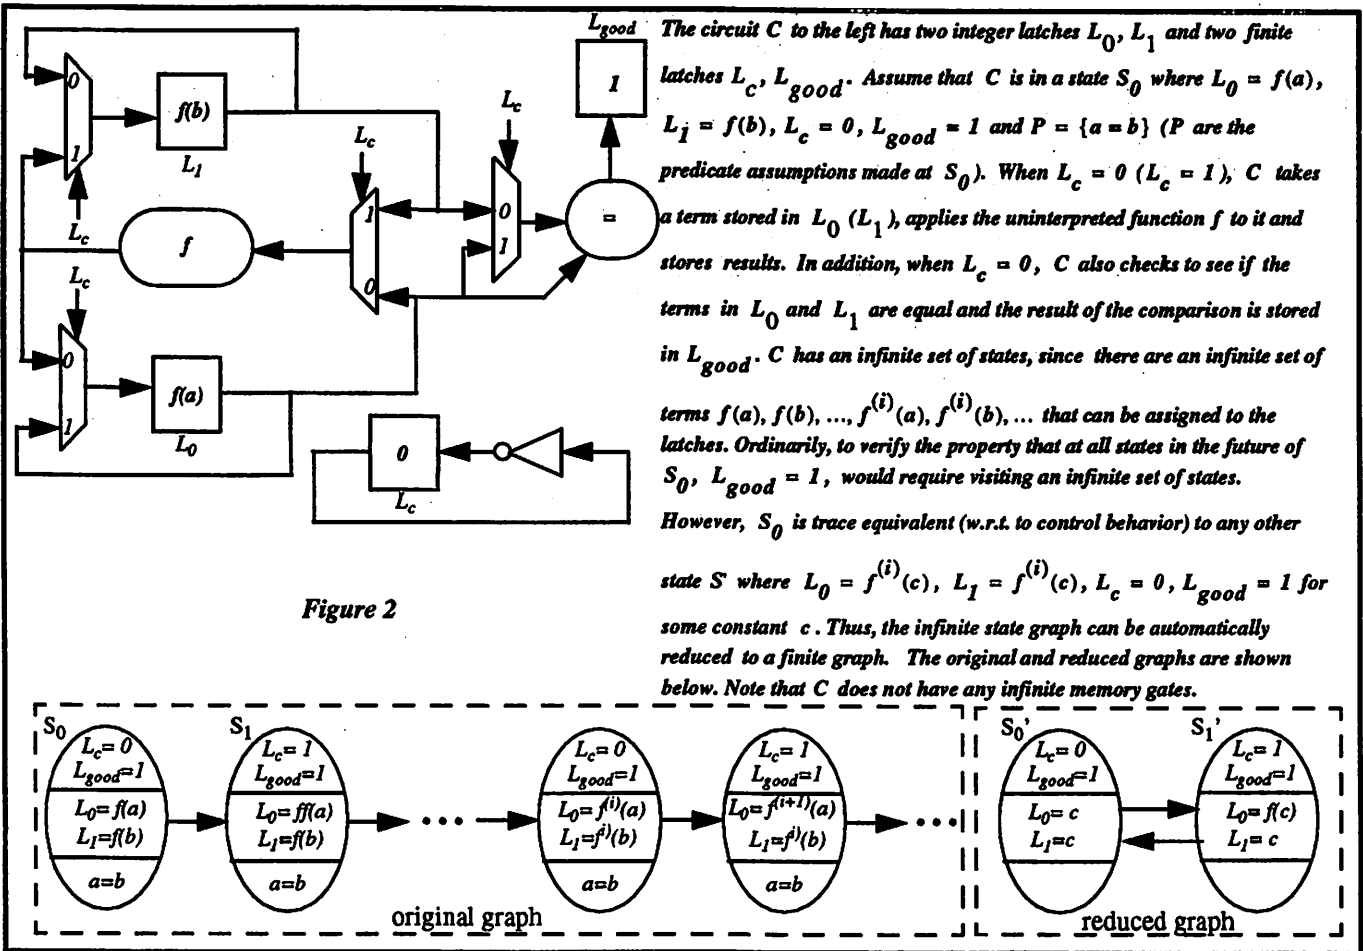 L_good
1
L_c
0
1
f(b)
L_1
L_c
L_c
1
0
0
1
=
f
L_c
0
1
f(a)
L_0
0
L_c
Figure 2
The circuit C to the left has two integer latches L_0, L_1 and two finite
latches L_c, L_good. Assume that C is in a state S_0 where L_0 = f(a),
L_1 = f(b), L_c = 0, L_good = 1 and P = {a = b} (P are the
predicate assumptions made at S_0). When L_c = 0 (L_c = 1), C takes
a term stored in L_0 (L_1), applies the uninterpreted function f to it and
stores results. In addition, when L_c = 0, C also checks to see if the
terms in L_0 and L_1 are equal and the result of the comparison is stored
in L_good. C has an infinite set of states, since there are an infinite set of
terms f(a), f(b), ..., f^(i)(a), f^(i)(b), ... that can be assigned to the
latches. Ordinarily, to verify the property that at all states in the future of
S_0, L_good = 1, would require visiting an infinite set of states.
However, S_0 is trace equivalent (w.r.t. to control behavior) to any other
state S' where L_0 = f^(i)(c), L_1 = f^(i)(c), L_c = 0, L_good = 1 for
some constant c. Thus, the infinite state graph can be automatically
reduced to a finite graph. The original and reduced graphs are shown
below. Note that C does not have any infinite memory gates.
S_0
L_c= 0
L_good=1
L_0= f(a)
L_1=f(b)
a=b
S_1
L_c= 1
L_good=1
L_0= ff(a)
L_1=f(b)
a=b
L_c= 0
L_good=1
L_0= f^(i)(a)
L_1=f^i)(b)
a=b
L_c= 1
L_good=1
L_0= f^(i+1)(a)
L_1=f^i)(b)
a=b
original graph
S_0'
L_c= 0
L_good=1
L_0= c
L_1=c
S_1'
L_c= 1
L_good=1
L_0= f(c)
L_1= c
reduced graph